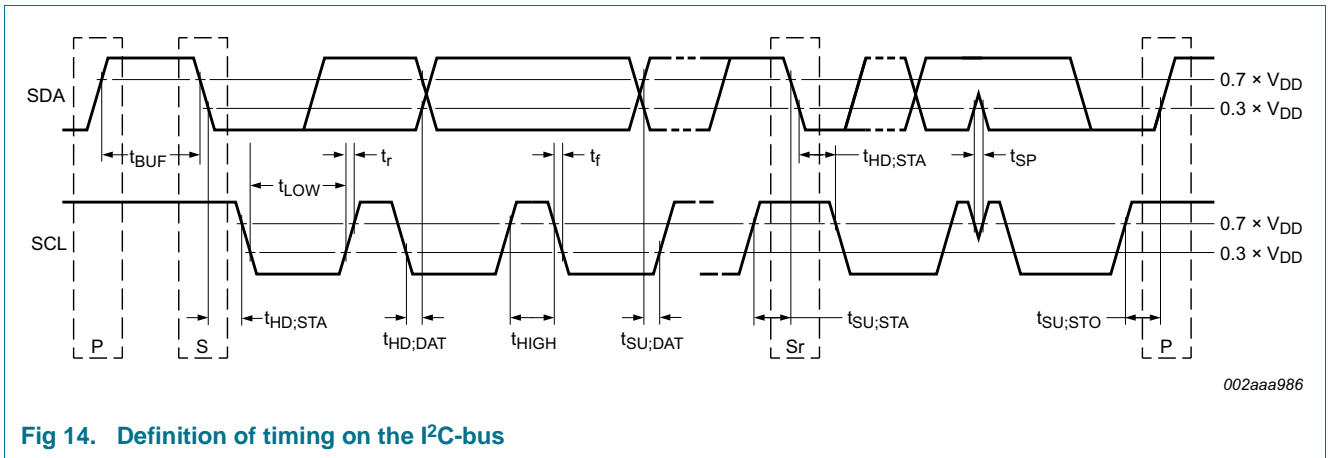 SDA
0.7 × VDD
0.3 × VDD
tBUF
tr
tf
tHD;STA
tSP
tLOW
SCL
0.7 × VDD
0.3 × VDD
tHD;STA
tHD;DAT
tHIGH
tSU;DAT
tSU;STA
tSU;STO
P
S
Sr
P
002aaa986
Fig 14. Definition of timing on the I²C-bus